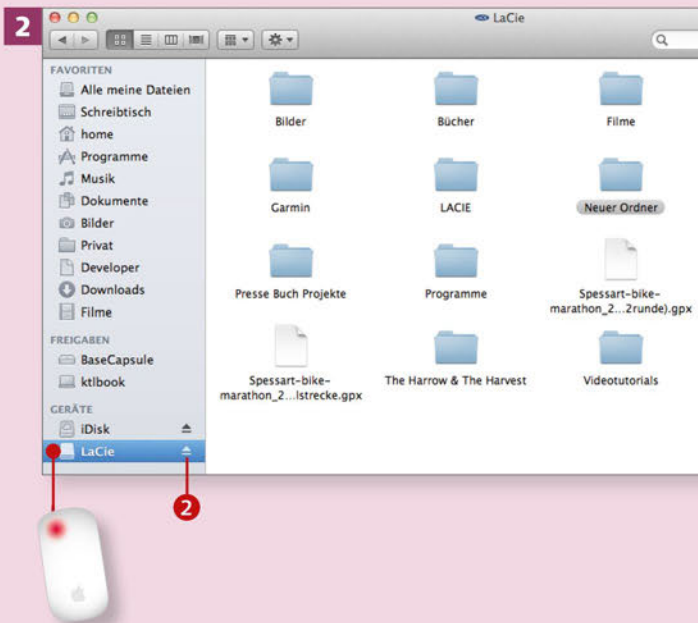 2
LaCie
FAVORITEN
Alle meine Dateien
Schreibtisch
home
Programme
Musik
Dokumente
Bilder
Privat
Developer
Downloads
Filme
FREIGABEN
BaseCapsule
ktlbook
GERÄTE
iDisk
LaCie
2
Bilder
Bücher
Filme
Garmin
LACIE
Neuer Ordner
Presse Buch Projekte
Programme
Spessart-bike-
marathon_2...2runde).gpx
Spessart-bike-
marathon_2...lstrecke.gpx
The Harrow & The Harvest
Videotutorials